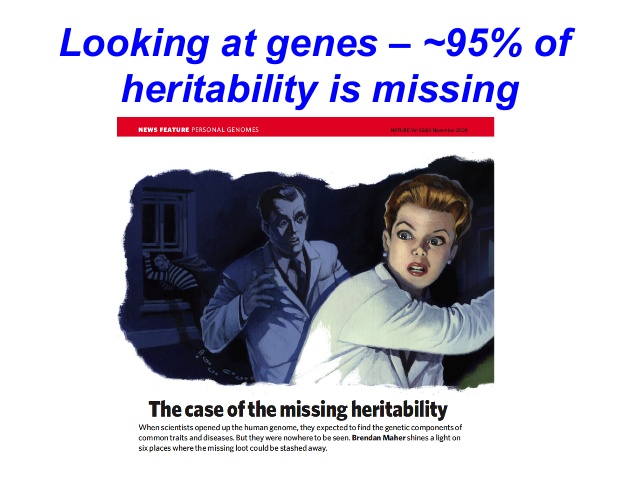 Looking at genes – ~95% of
heritability is missing
NEWS FEATURE PERSONAL GENOMES
NATURE November 2008
The case of the missing heritability
When scientists opened up the human genome, they expected to find the genetic components of
common traits and diseases. But they were nowhere to be seen. Brendan Maher shines a light on
six places where the missing loot could be stashed away.